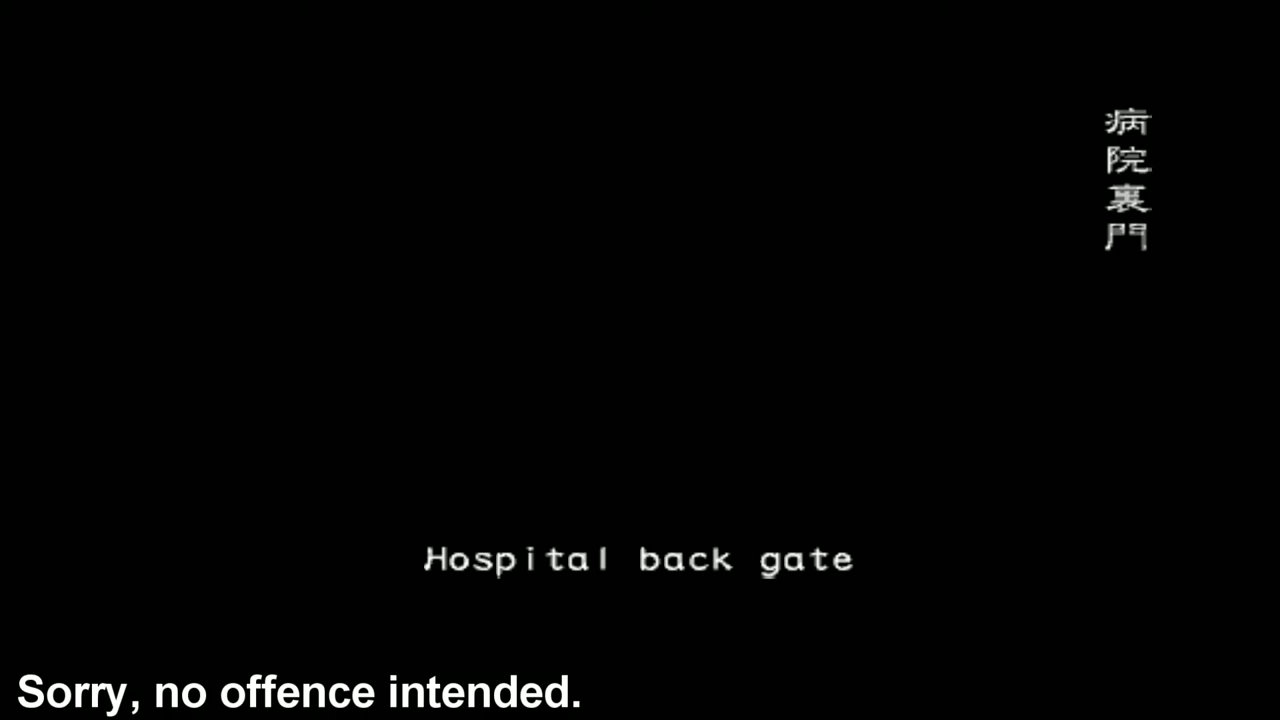 病院裏門
Hospital back gate
Sorry, no offence intended.